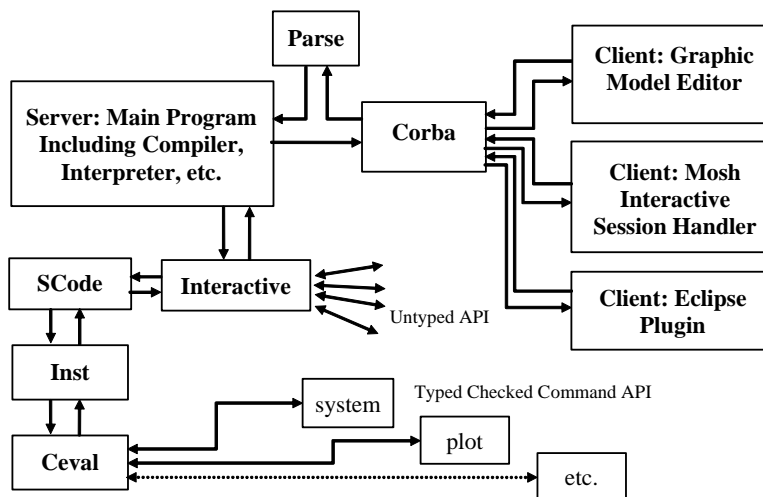 Parse
Client: Graphic
Model Editor
Server: Main Program
Including Compiler,
Interpreter, etc.
Corba
Client: Mosh
Interactive
Session Handler
SCode
Interactive
Untyped API
Client: Eclipse
Plugin
Inst
system
Typed Checked Command API
plot
Ceval
etc.